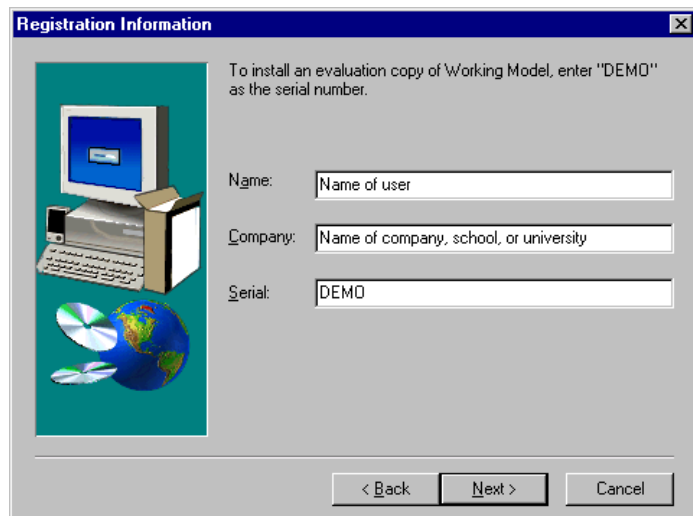 Registration Information
To install an evaluation copy of Working Model, enter "DEMO"
as the serial number.
Name:
Name of user
Company:
Name of company, school, or university
Serial:
DEMO
< Back
Next >
Cancel